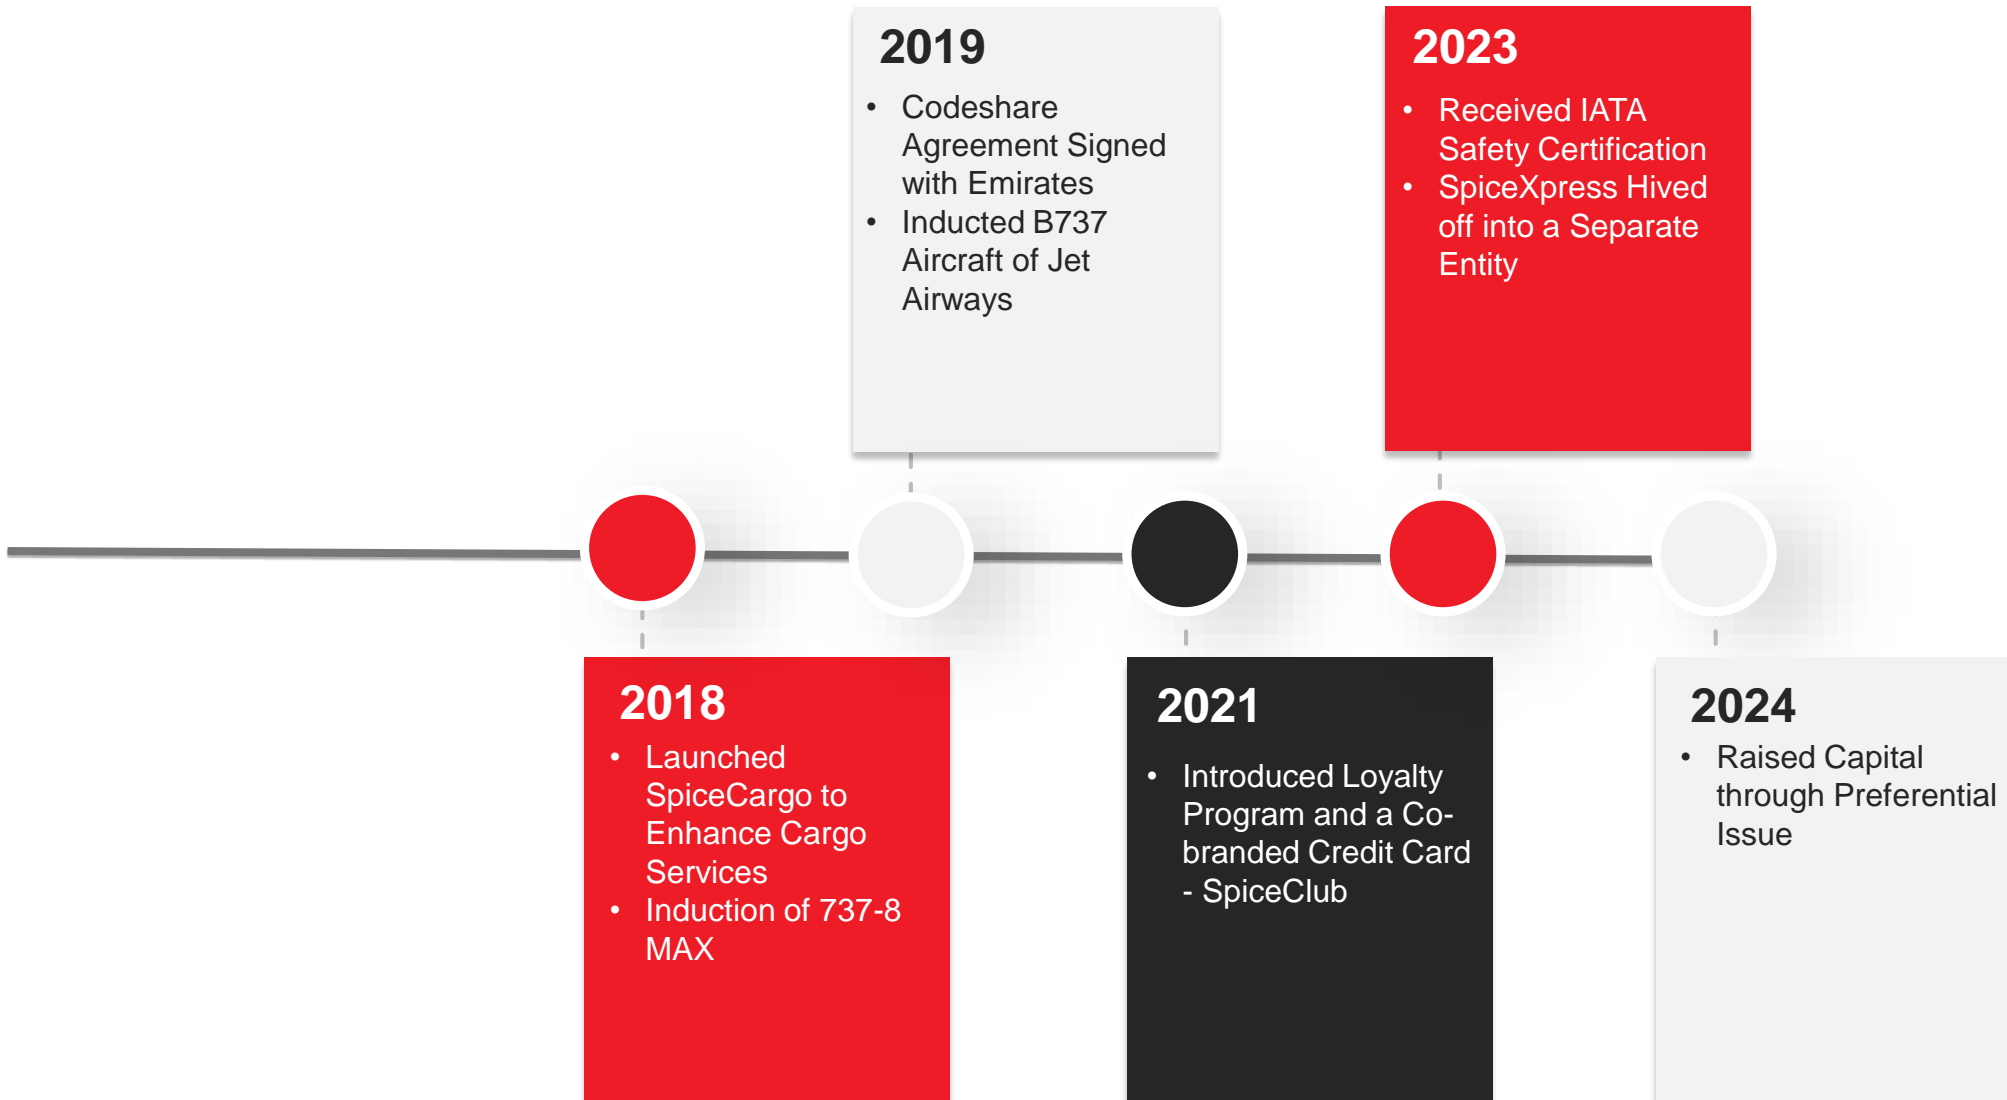 2019
• Codeshare
Agreement Signed
with Emirates
• Inducted B737
Aircraft of Jet
Airways
2023
• Received IATA
Safety Certification
• SpiceXpress Hived
off into a Separate
Entity
2018
• Launched
SpiceCargo to
Enhance Cargo
Services
• Induction of 737-8
MAX
2021
• Introduced Loyalty
Program and a Co-
branded Credit Card
- SpiceClub
2024
• Raised Capital
through Preferential
Issue